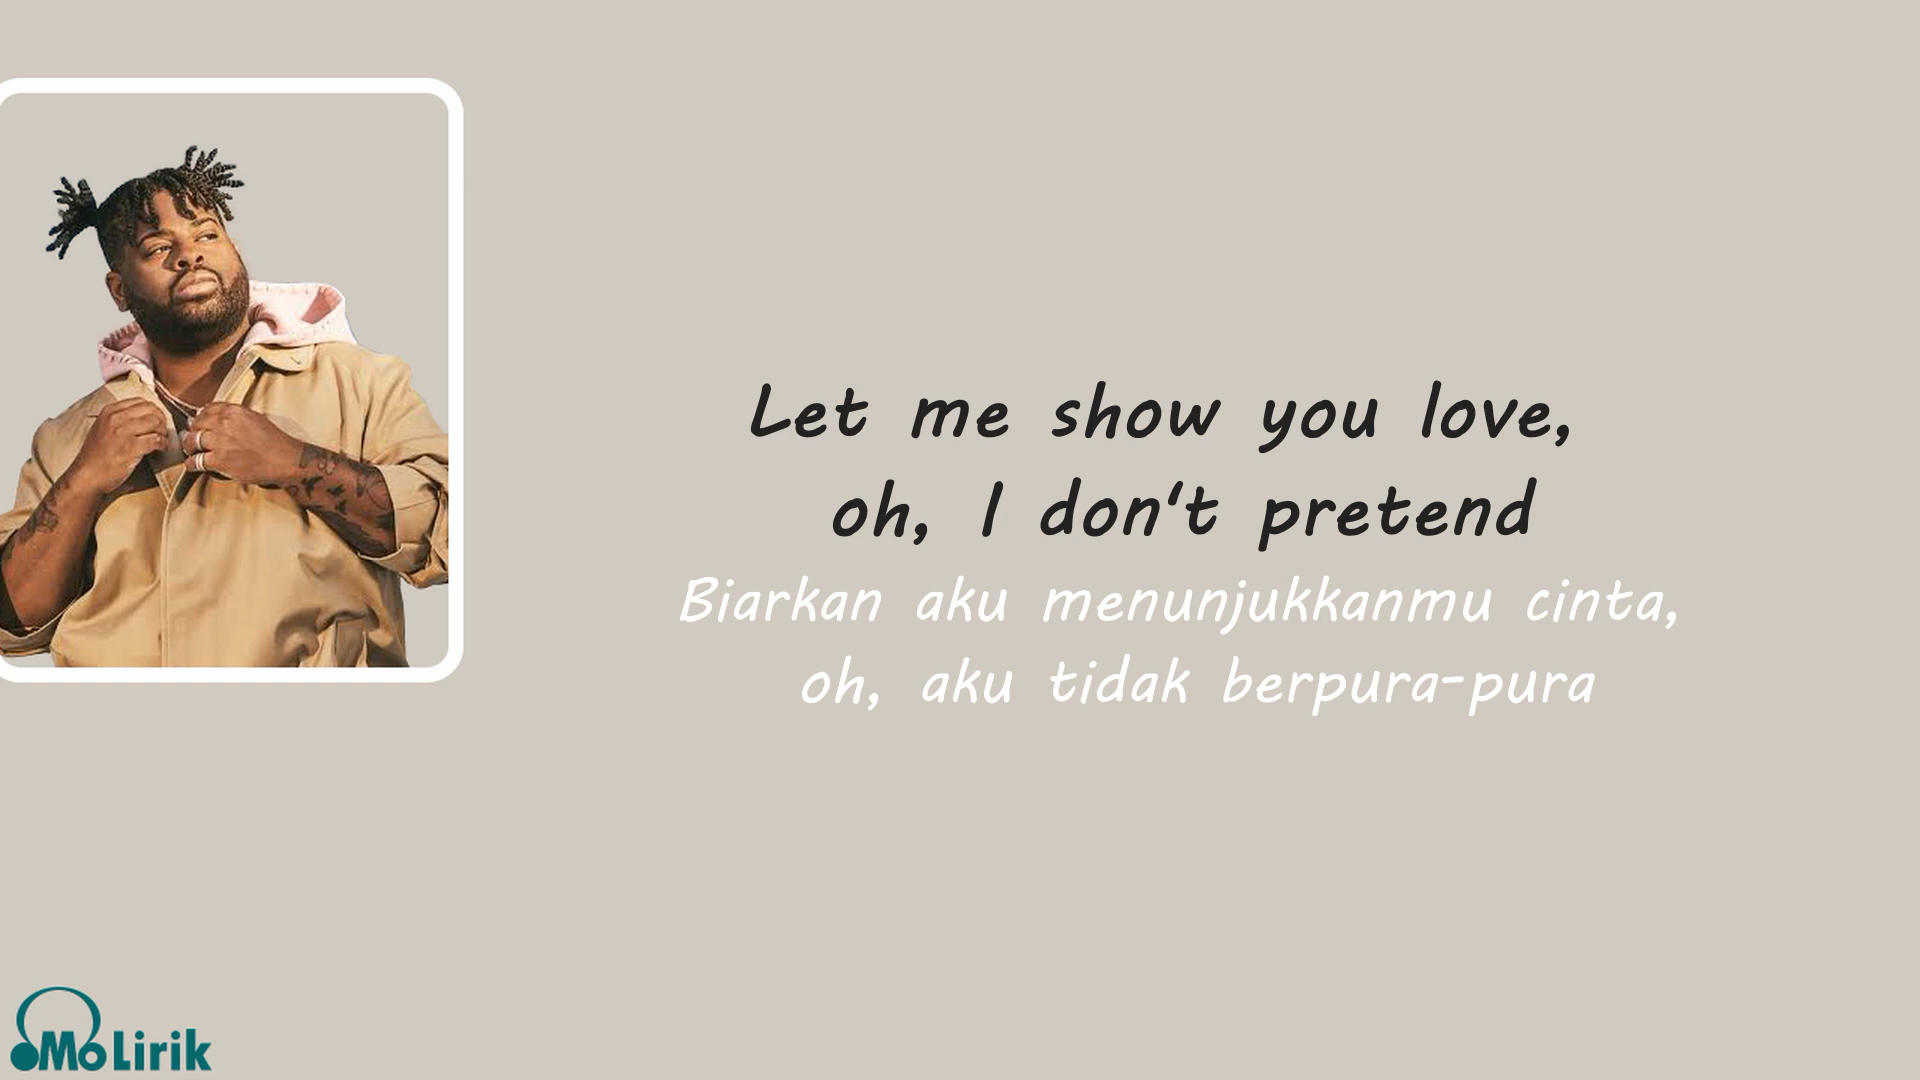 Let me show you love,
oh, I don't pretend
Biarkan aku menunjukkanmu cinta,
oh, aku tidak berpura-pura
MoLirik